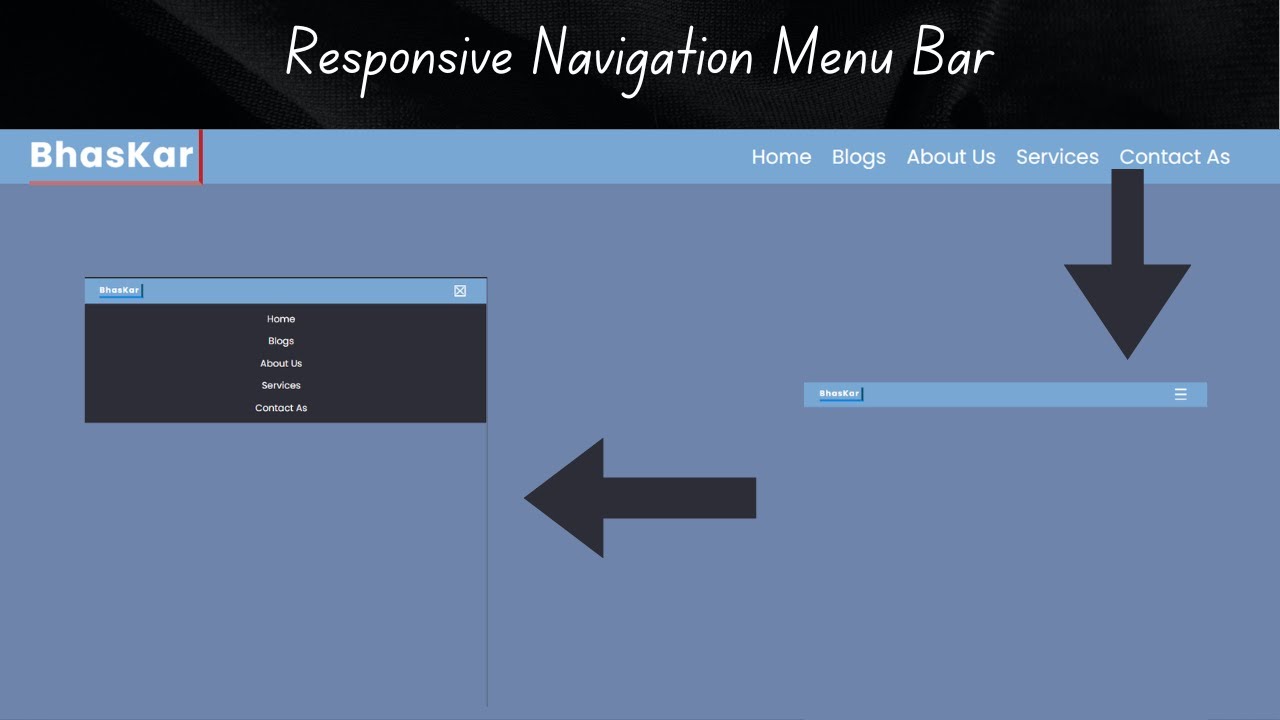 Responsive Navigation Menu Bar
BhasKar
Home Blogs About Us Services Contact As
BhasKar
Home
Blogs
About Us
Services
Contact As
BhasKar